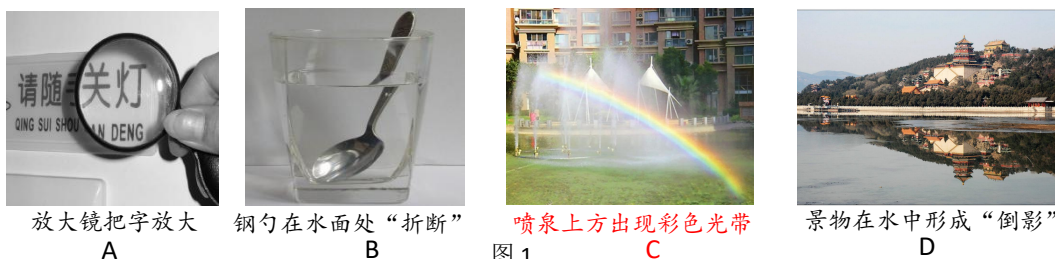 请随手关灯
QING SUI SHOU
AN DENG
放大镜把字放大
A
钢勺在水面处“折断”
B
喷泉上方出现彩色光带
C
景物在水中形成“倒影”
D
图1